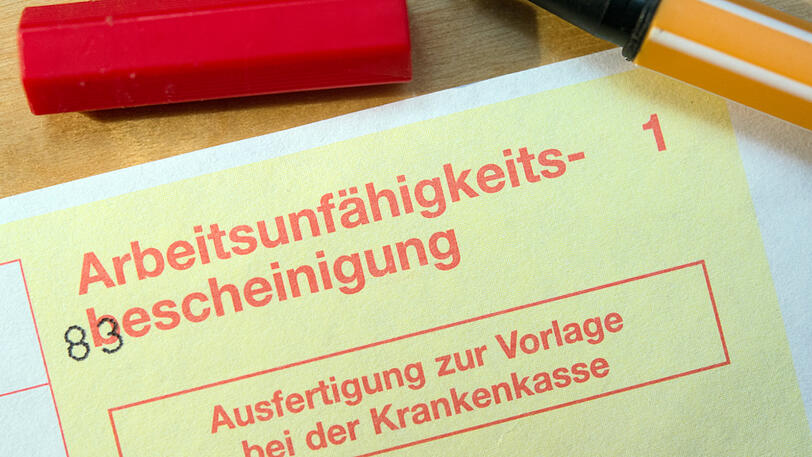 Arbeitsunfähigkeits- 1
bescheinigung
83
Ausfertigung zur Vorlage
bei der Krankenkasse